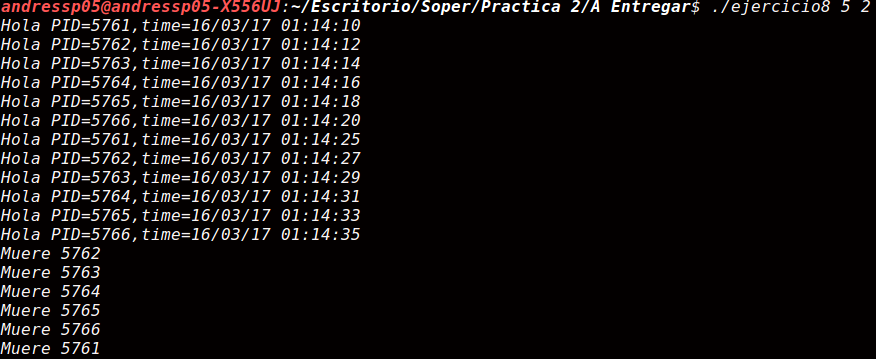 andressp05@andressp05-X556UJ:~/Escritorio/Soper/Practica 2/A Entregar$ ./ejercicio8 5 2
Hola PID=5761,time=16/03/17 01:14:10
Hola PID=5762,time=16/03/17 01:14:12
Hola PID=5763,time=16/03/17 01:14:14
Hola PID=5764,time=16/03/17 01:14:16
Hola PID=5765,time=16/03/17 01:14:18
Hola PID=5766,time=16/03/17 01:14:20
Hola PID=5761,time=16/03/17 01:14:25
Hola PID=5762,time=16/03/17 01:14:27
Hola PID=5763,time=16/03/17 01:14:29
Hola PID=5764,time=16/03/17 01:14:31
Hola PID=5765,time=16/03/17 01:14:33
Hola PID=5766,time=16/03/17 01:14:35
Muere 5762
Muere 5763
Muere 5764
Muere 5765
Muere 5766
Muere 5761